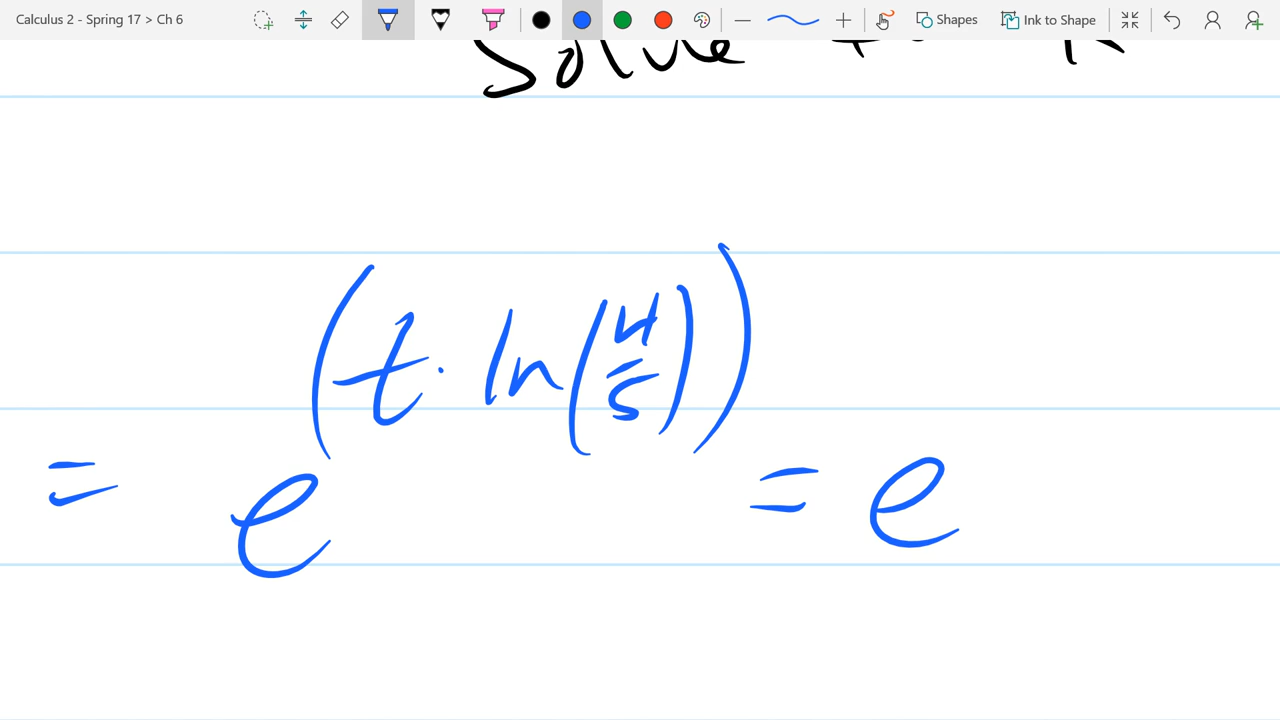 Calculus 2 - Spring 17 > Ch 6 Shapes Ink to Shape
Solve
= e^(t · ln(4/5)) = e